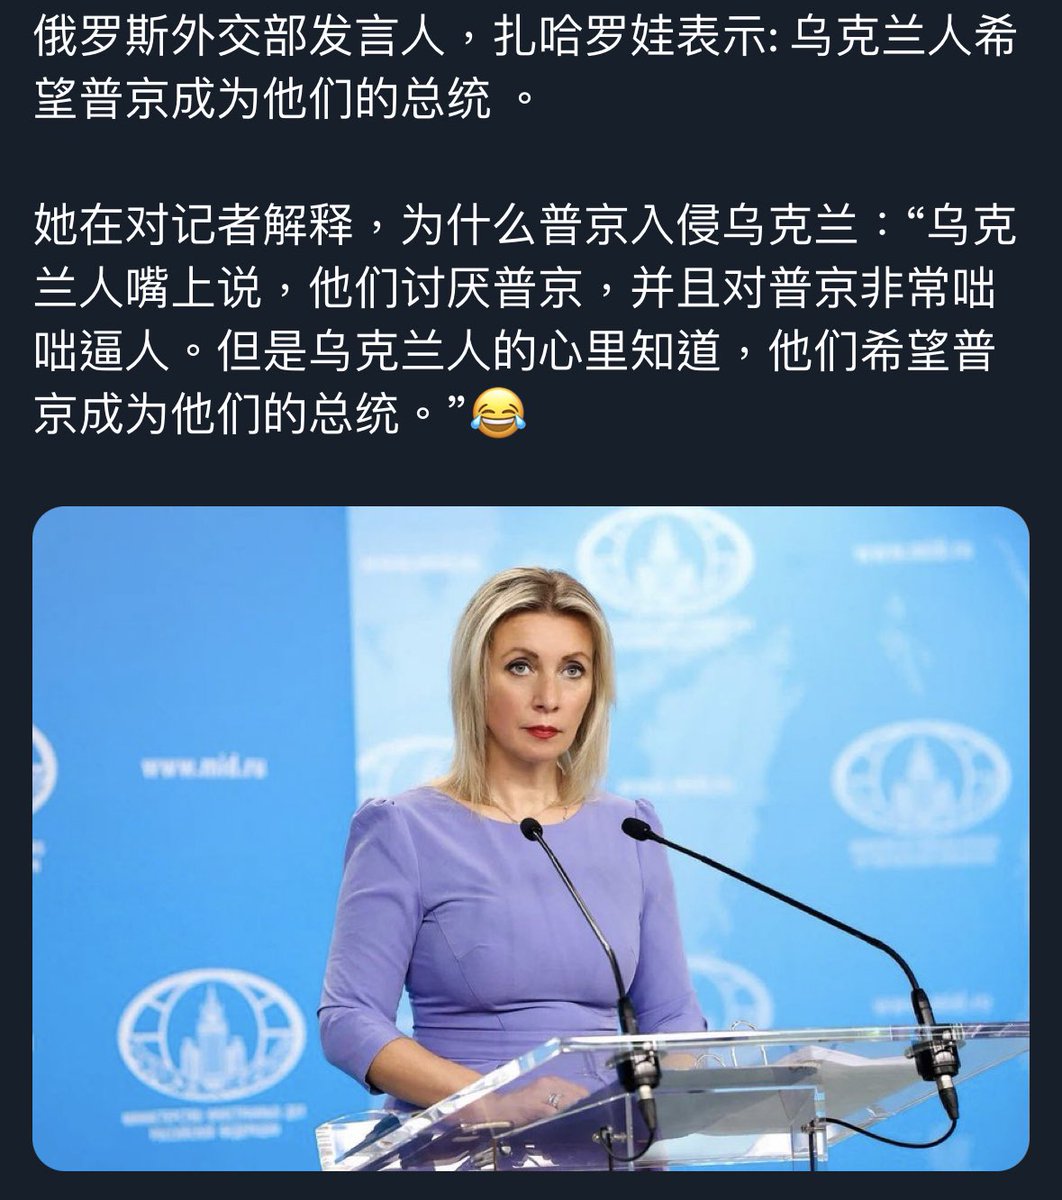 俄罗斯外交部发言人，扎哈罗娃表示: 乌克兰人希
望普京成为他们的总统 。
她在对记者解释，为什么普京入侵乌克兰：“乌克
兰人嘴上说，他们讨厌普京，并且对普京非常咄
咄逼人。但是乌克兰人的心里知道，他们希望普
京成为他们的总统。”😂
www.mid.ru
www.mid.ru